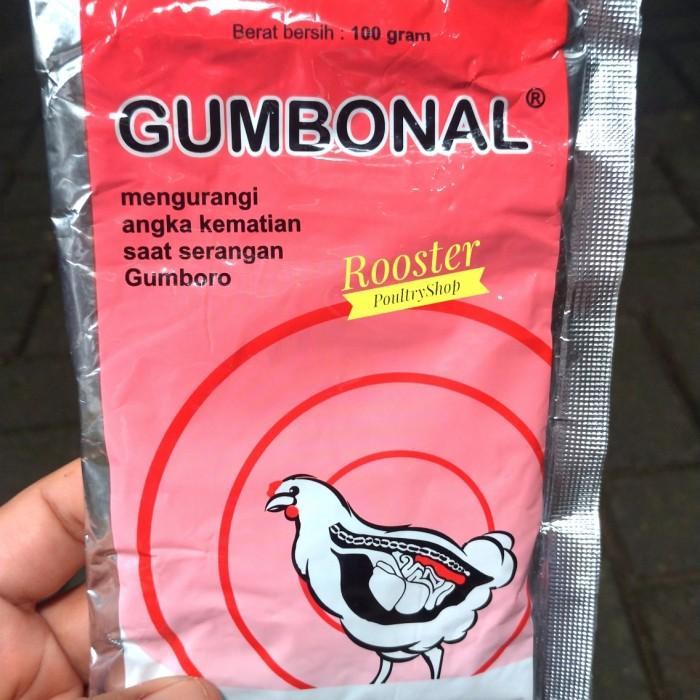 Berat bersih : 100 gram
GUMBONAL®
mengurangi
angka kematian
saat serangan
Gumboro
Rooster
PoultryShop